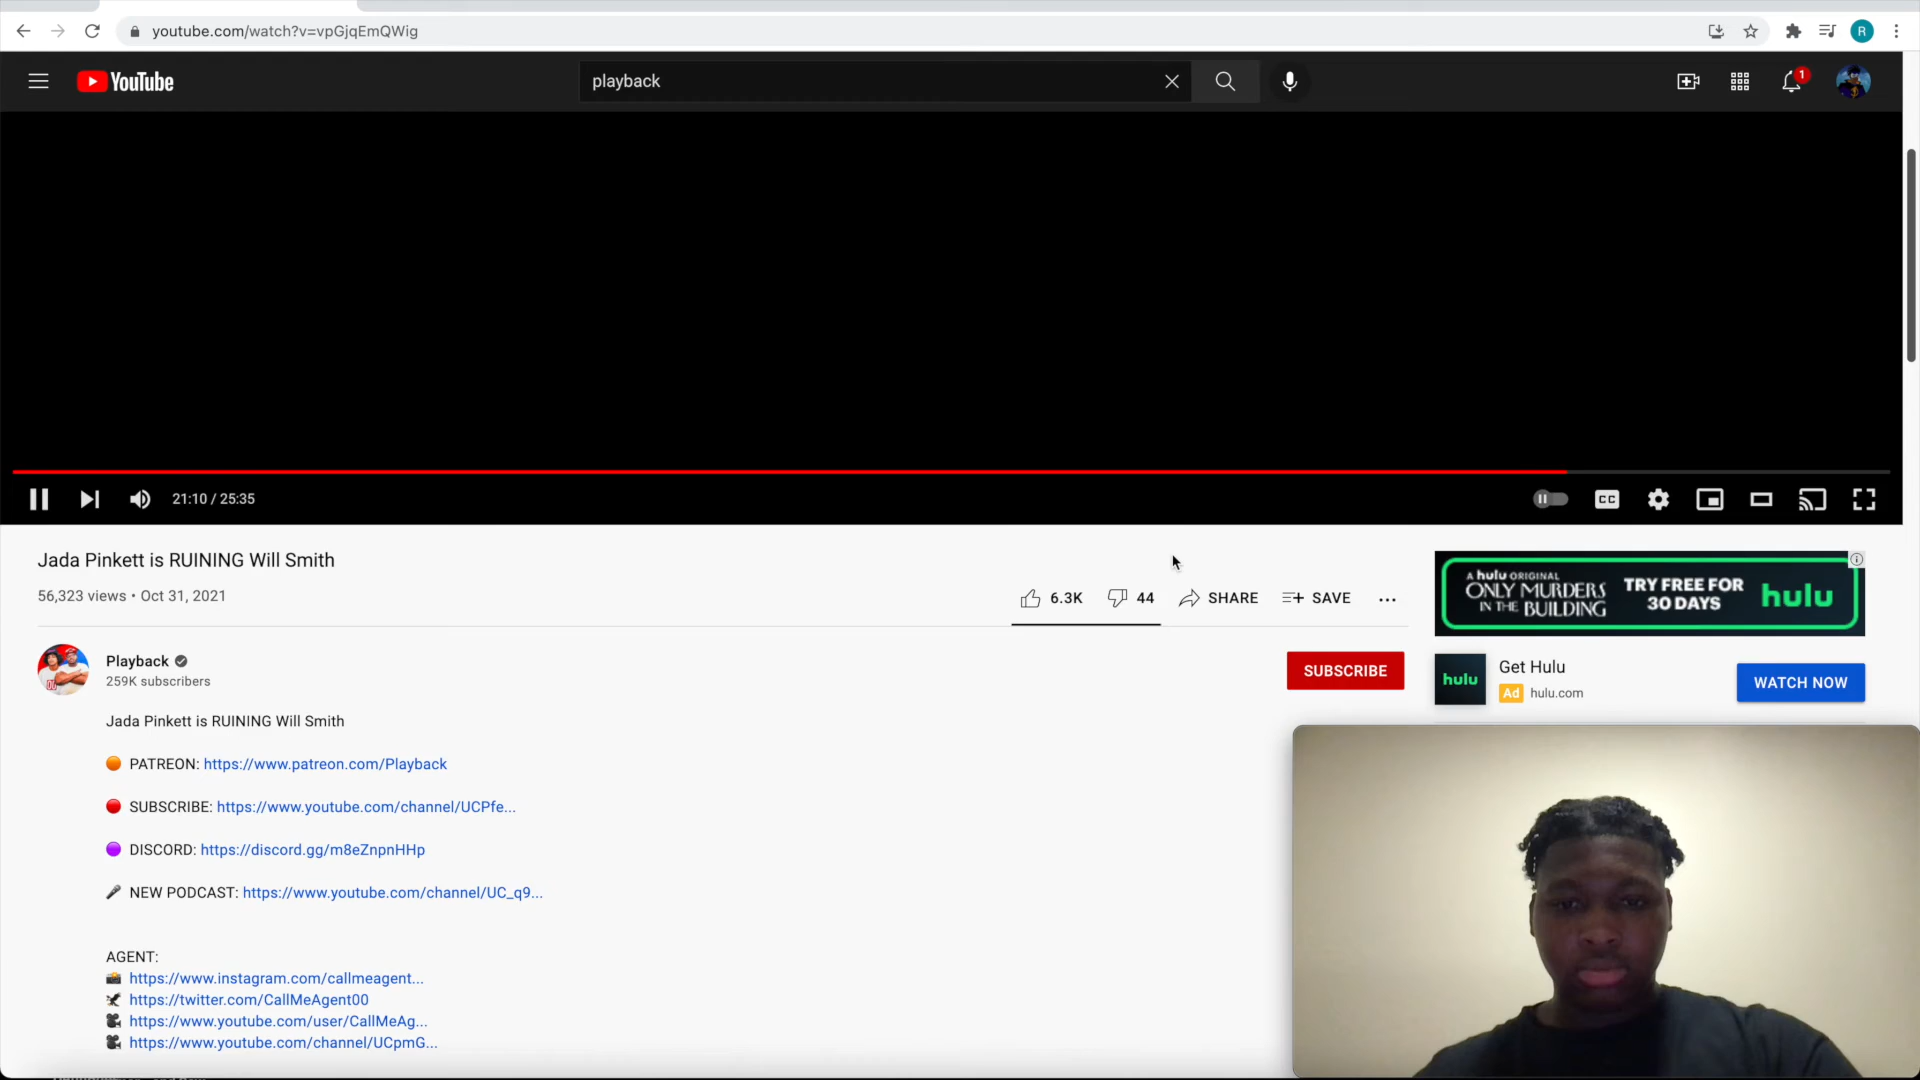 youtube.com/watch?v=vpGjqEmQWig
R
YouTube
playback
1
21:10 / 25:35
CC
Jada Pinkett is RUINING Will Smith
56,323 views • Oct 31, 2021
6.3K
44
SHARE
SAVE
A hulu ORIGINAL
ONLY MURDERS
IN THE BUILDING
TRY FREE FOR
30 DAYS
hulu
Playback
259K subscribers
SUBSCRIBE
hulu
Get Hulu
Ad hulu.com
WATCH NOW
Jada Pinkett is RUINING Will Smith
PATREON: https://www.patreon.com/Playback
SUBSCRIBE: https://www.youtube.com/channel/UCPfe...
DISCORD: https://discord.gg/m8eZnpnHHp
NEW PODCAST: https://www.youtube.com/channel/UC_q9...
AGENT:
https://www.instagram.com/callmeagent...
https://twitter.com/CallMeAgent00
https://www.youtube.com/user/CallMeAg...
https://www.youtube.com/channel/UCpmG...